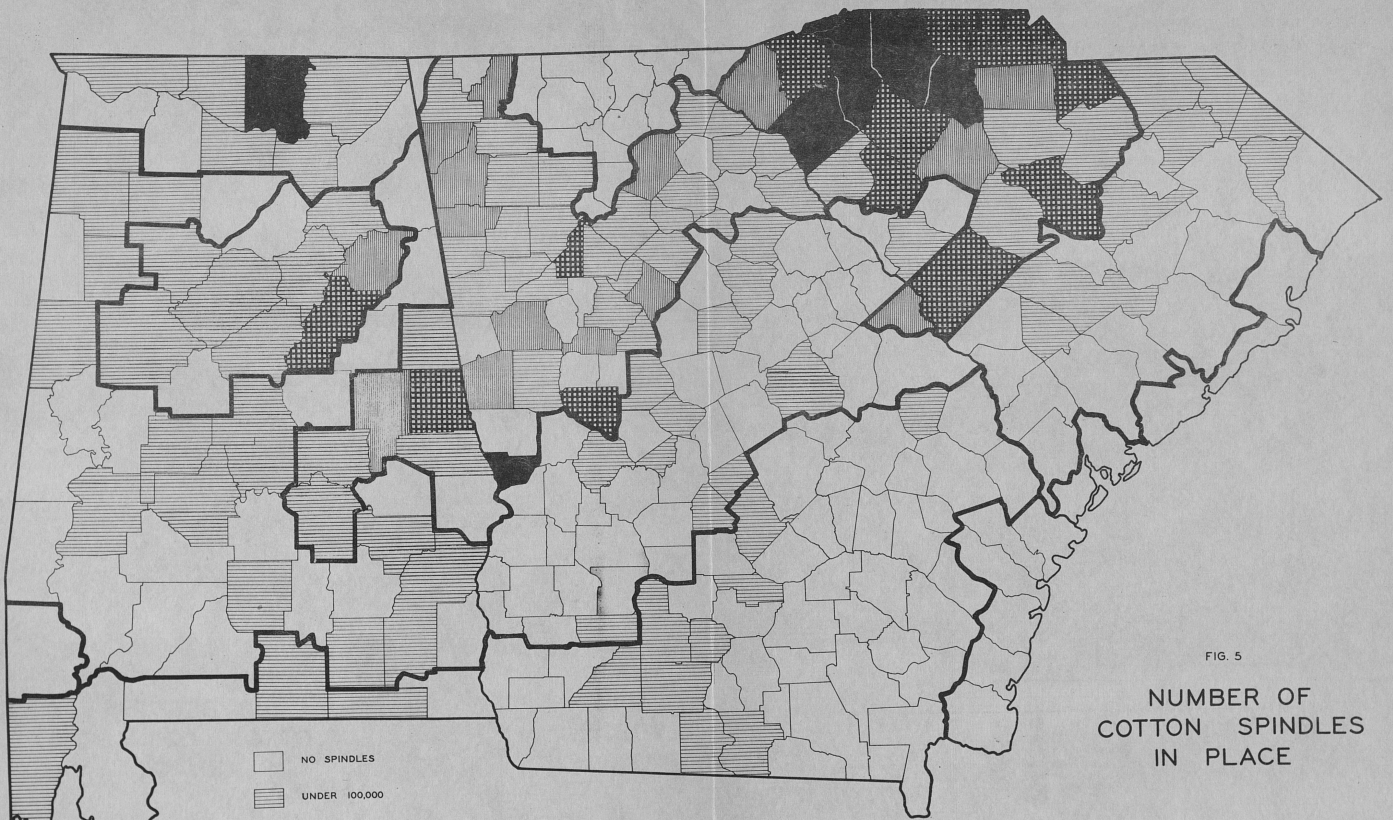 FIG. 5
NUMBER OF
COTTON SPINDLES
IN PLACE
NO SPINDLES
UNDER 100,000